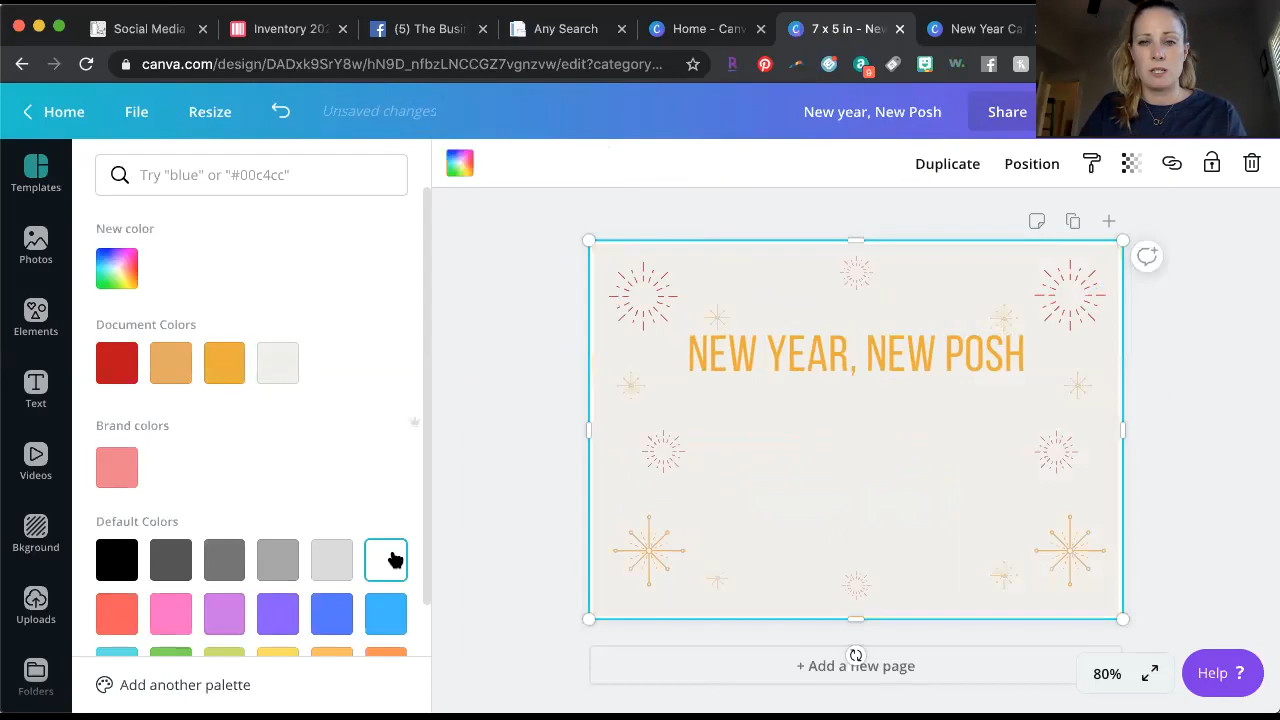 Social Media
Inventory 202
(5) The Busi
Any Search
Home - Canv
7 x 5 in - New
New Year Ca
canva.com/design/DADxk9SrY8w/hN9D_nfbzLNCCGZ7vgnzvw/edit?category...
Home
File
Resize
Unsaved changes
New year, New Posh
Share
Templates
Photos
Elements
Text
Videos
Bkground
Uploads
Folders
Try "blue" or "#00c4cc"
New color
Document Colors
Brand colors
Default Colors
Add another palette
Duplicate
Position
NEW YEAR, NEW POSH
+ Add a new page
80%
Help ?